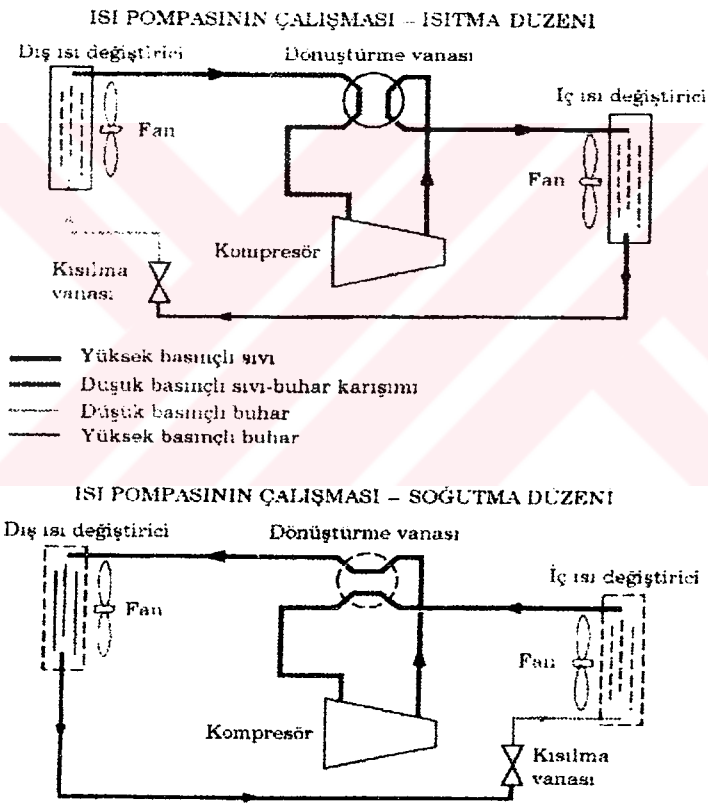 ISI POMPASININ ÇALIŞMASI – ISITMA DÜZENİ
Dış ısı değiştirici
Dönüştürme vanası
İç ısı değiştirici
Fan
Fan
Kompresör
Kısılma
vanası
Yüksek basınçlı sıvı
Düşük basınçlı sıvı-buhar karışımı
Düşük basınçlı buhar
Yüksek basınçlı buhar
ISI POMPASININ ÇALIŞMASI – SOĞUTMA DÜZENİ
Dış ısı değiştirici
Dönüştürme vanası
İç ısı değiştirici
Fan
Fan
Kompresör
Kısılma
vanası